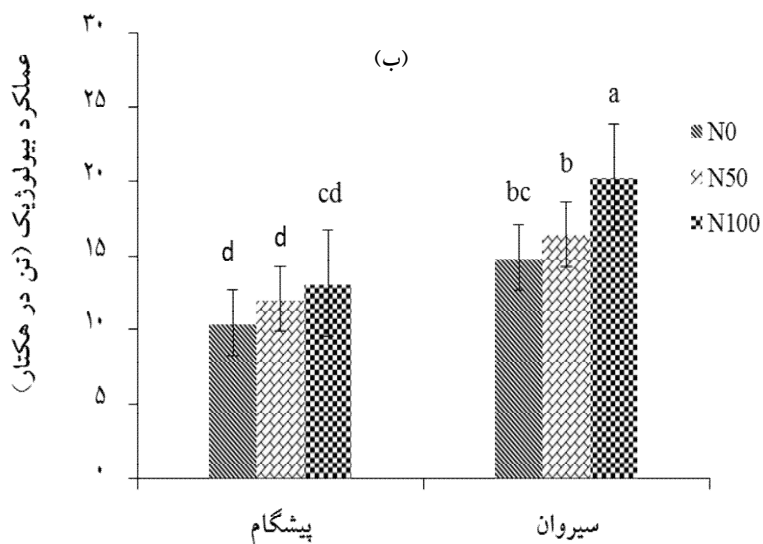 عملکرد بیولوژیک (تن در هکتار)
۳۰
۲۵
۲۰
۱۵
۱۰
۵
۰
(ب)
d
d
cd
bc
b
a
N0
N50
N100
پیشگام
سیروان